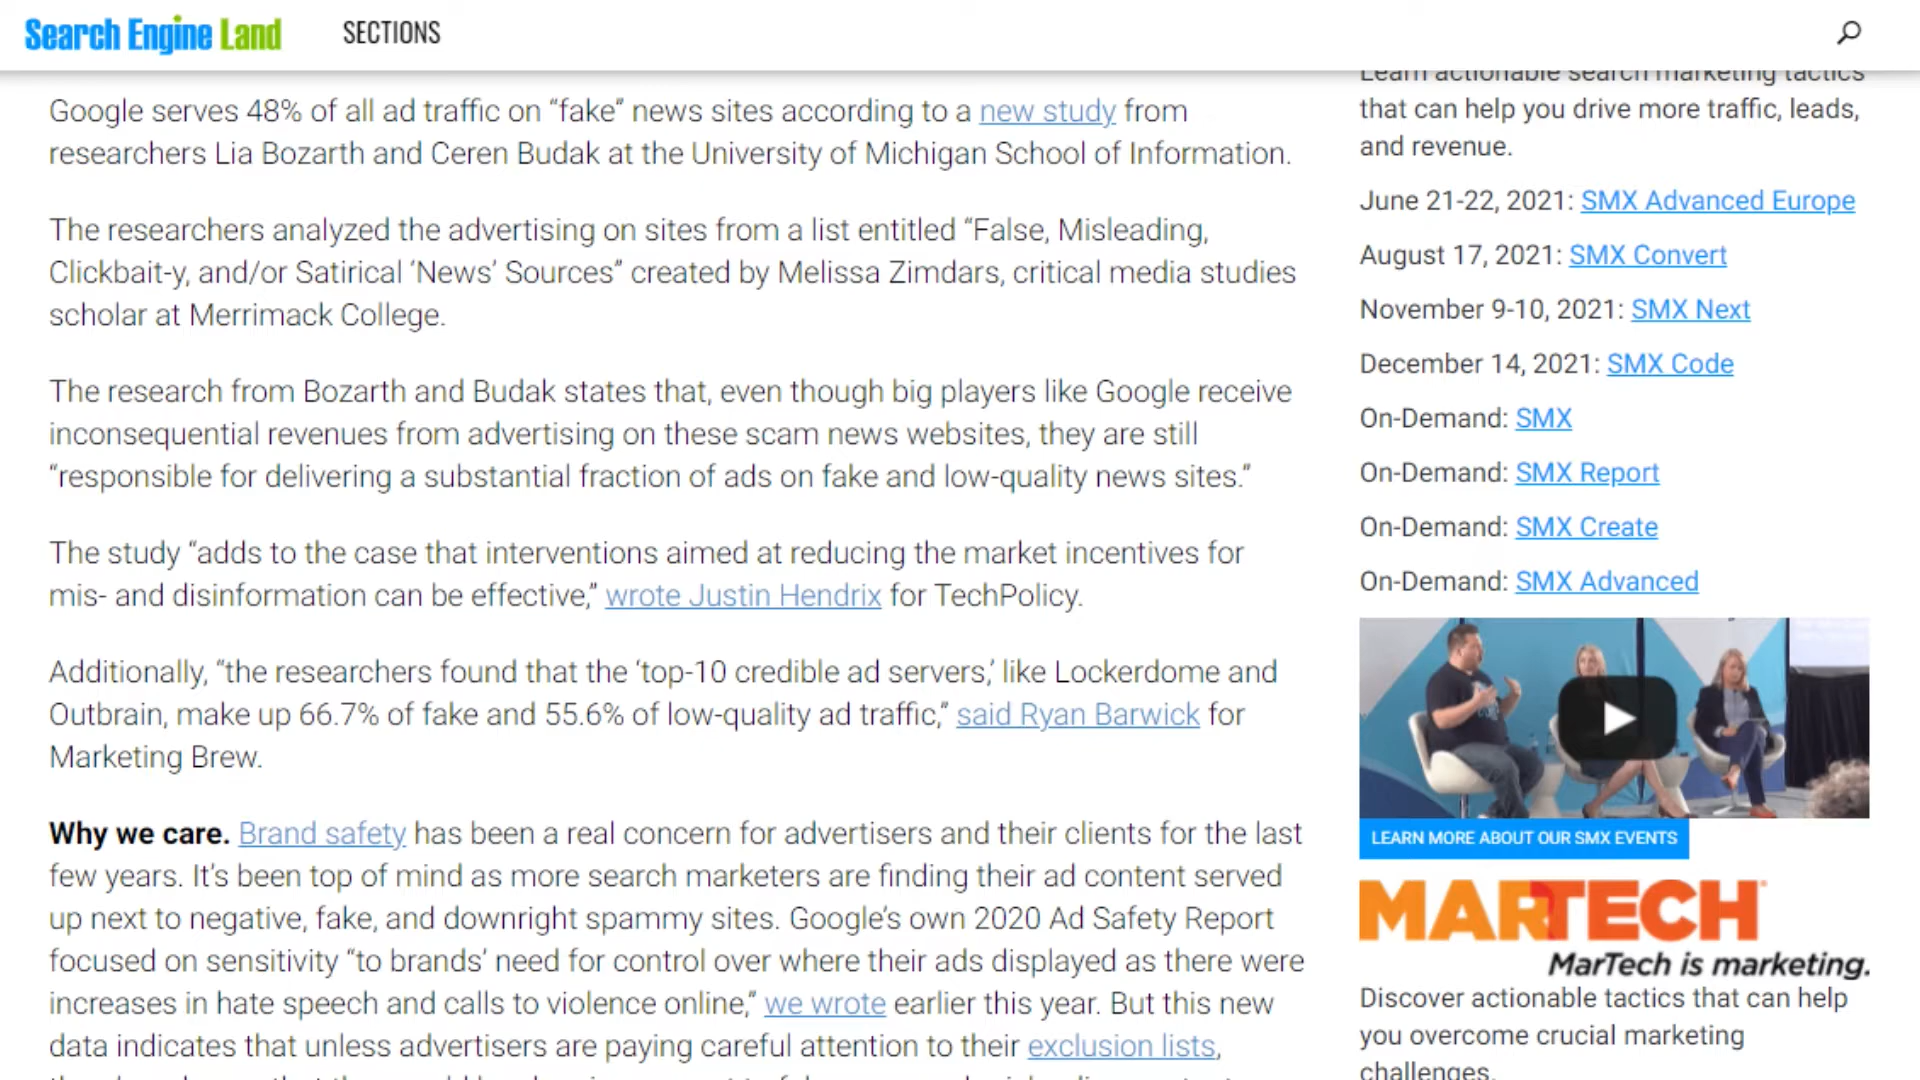 Search Engine Land
SECTIONS
Google serves 48% of all ad traffic on “fake” news sites according to a new study from
researchers Lia Bozarth and Ceren Budak at the University of Michigan School of Information.
The researchers analyzed the advertising on sites from a list entitled “False, Misleading,
Clickbait-y, and/or Satirical ‘News’ Sources” created by Melissa Zimdars, critical media studies
scholar at Merrimack College.
The research from Bozarth and Budak states that, even though big players like Google receive
inconsequential revenues from advertising on these scam news websites, they are still
“responsible for delivering a substantial fraction of ads on fake and low-quality news sites.”
The study “adds to the case that interventions aimed at reducing the market incentives for
mis- and disinformation can be effective,” wrote Justin Hendrix for TechPolicy.
Additionally, “the researchers found that the ‘top-10 credible ad servers,’ like Lockerdome and
Outbrain, make up 66.7% of fake and 55.6% of low-quality ad traffic,” said Ryan Barwick for
Marketing Brew.
Why we care. Brand safety has been a real concern for advertisers and their clients for the last
few years. It’s been top of mind as more search marketers are finding their ad content served
up next to negative, fake, and downright spammy sites. Google’s own 2020 Ad Safety Report
focused on sensitivity “to brands’ need for control over where their ads displayed as there were
increases in hate speech and calls to violence online,” we wrote earlier this year. But this new
data indicates that unless advertisers are paying careful attention to their exclusion lists,
Learn actionable search marketing tactics
that can help you drive more traffic, leads,
and revenue.
June 21-22, 2021: SMX Advanced Europe
August 17, 2021: SMX Convert
November 9-10, 2021: SMX Next
December 14, 2021: SMX Code
On-Demand: SMX
On-Demand: SMX Report
On-Demand: SMX Create
On-Demand: SMX Advanced
LEARN MORE ABOUT OUR SMX EVENTS
MARTECH
MarTech is marketing.
Discover actionable tactics that can help
you overcome crucial marketing
challenges.